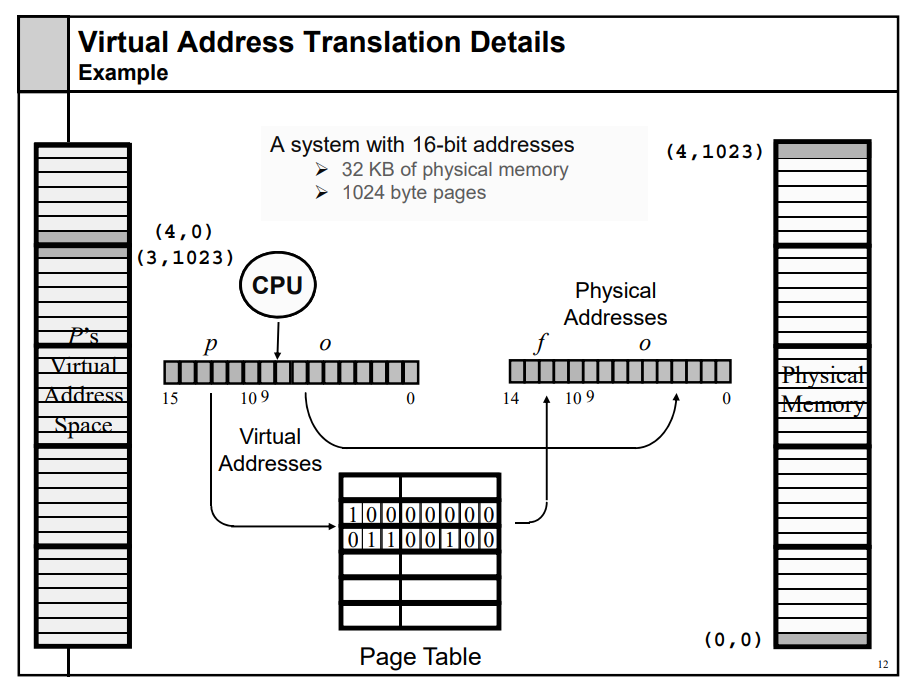 Virtual Address Translation Details
Example
A system with 16-bit addresses
➢ 32 KB of physical memory
➢ 1024 byte pages
(4,1023)
(4,0)
(3,1023)
CPU
Physical
Addresses
P's
Virtual
Address
Space
p
o
f
o
15
10 9
0
14
10 9
0
Physical
Memory
Virtual
Addresses
1 0 0 0 0 0 0 0
0 1 1 0 0 1 0 0
Page Table
(0,0)
12